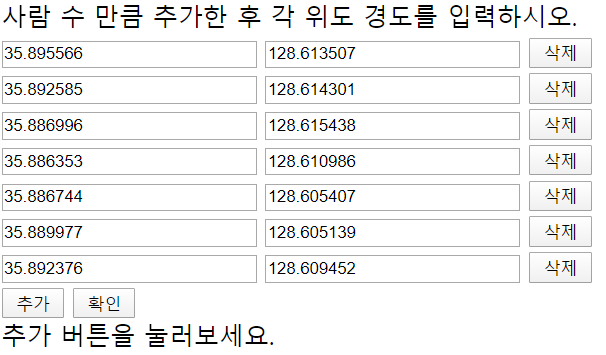 사람 수 만큼 추가한 후 각 위도 경도를 입력하시오.
35.895566 128.613507 삭제
35.892585 128.614301 삭제
35.886996 128.615438 삭제
35.886353 128.610986 삭제
35.886744 128.605407 삭제
35.889977 128.605139 삭제
35.892376 128.609452 삭제
추가 확인
추가 버튼을 눌러보세요.